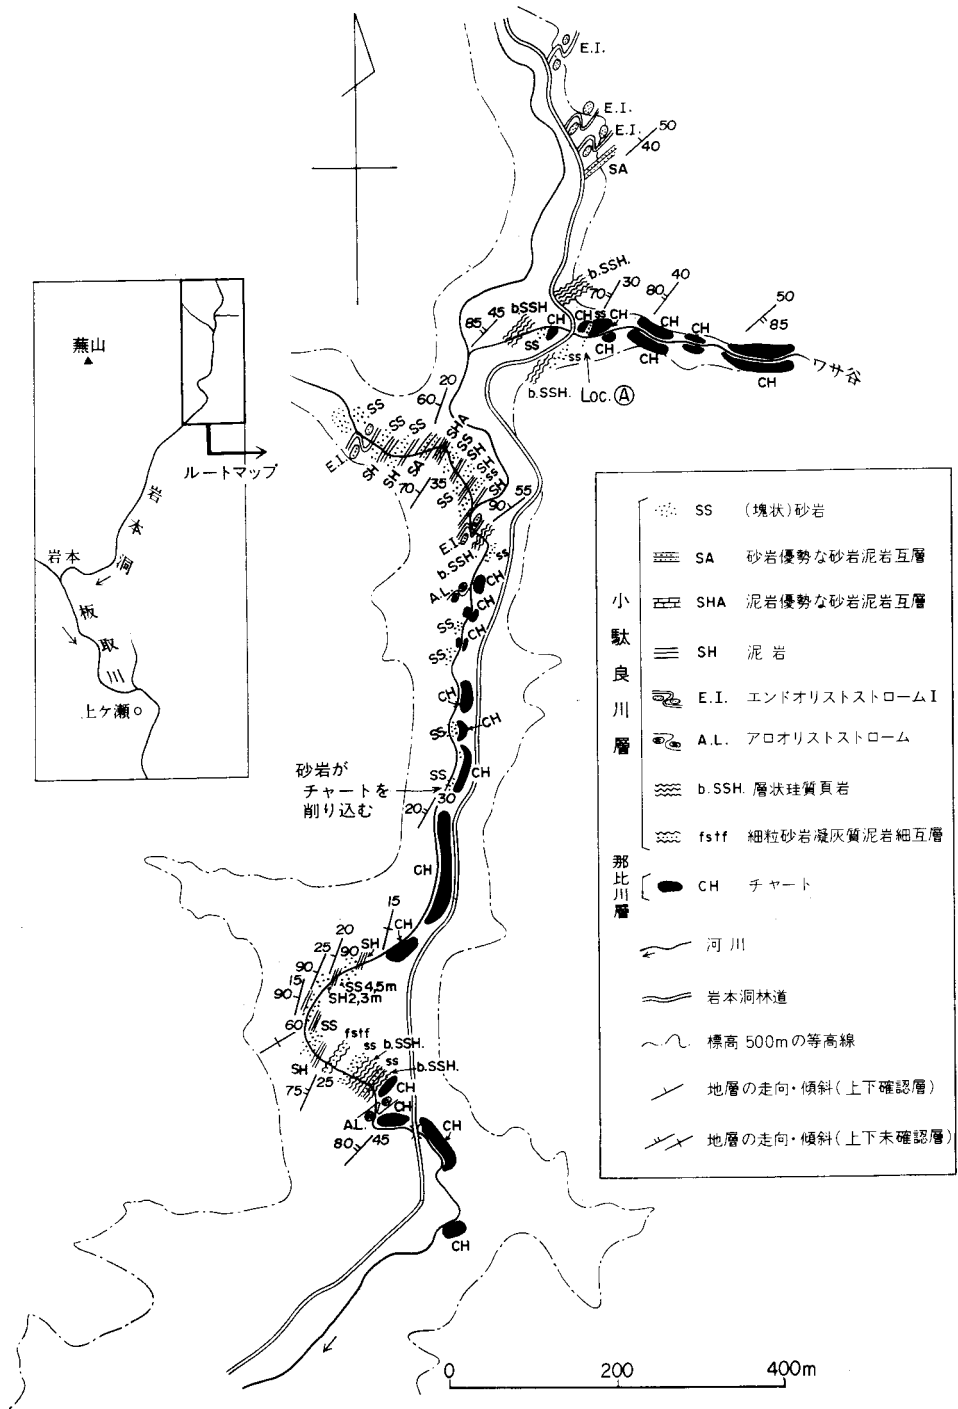 E.I.
E.I.
E.I.
50
40
SA
b.SSH.
70
30
80
40
50
85
85
45
b.SSH
CH
CH
SS
CH
CH
CH
SS
SS
CH
CH
CH
ワサ谷
b.SSH.
Loc.Ⓐ
蕪山
ルートマップ
岩本洞
岩本
板取川
上ケ瀬
20
60
SS
SS
SS
SHA
SS
SH
SH
SS
SH
E.I.
SH
SH
SA
70
35
SS
90
55
E.I.
b.SSH.
SS
A.L.
CH
CH
SS
CH
SS
CH
SS
CH
SS
CH
砂岩が
チャートを
削り込む
20
30
CH
15
CH
20
25
90
SH
90
15
90
SS4,5m
SH2,3m
60
SS
fstf
SS
b.SSH.
SS
b.SSH.
SH
75
25
CH
CH
A.L.
80
45
CH
CH
小駄良川層
SS (塊状)砂岩
SA 砂岩優勢な砂岩泥岩互層
SHA 泥岩優勢な砂岩泥岩互層
SH 泥岩
E.I. エンドオリストストロームI
A.L. アロオリストストローム
b.SSH. 層状珪質頁岩
fstf 細粒砂岩凝灰質泥岩細互層
那比川層
CH チャート
河川
岩本洞林道
標高500mの等高線
地層の走向・傾斜(上下確認層)
地層の走向・傾斜(上下未確認層)
0 200 400m